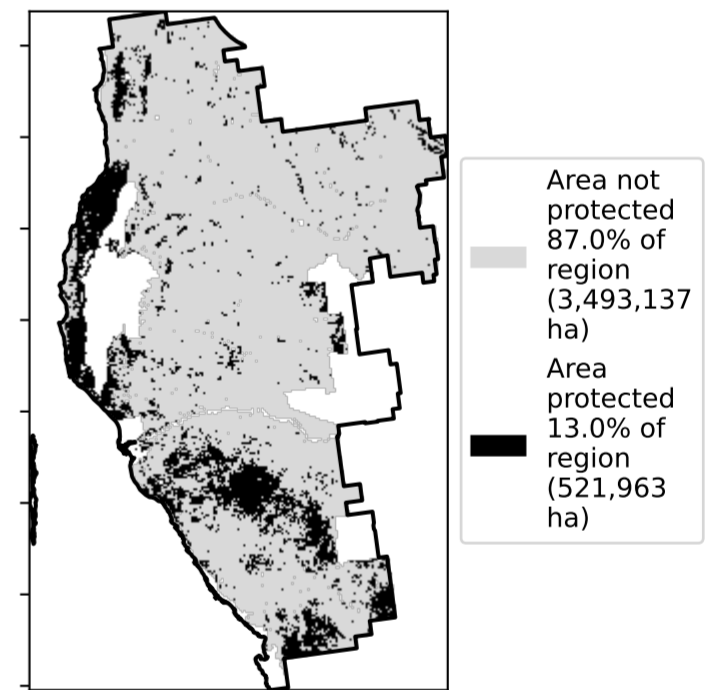 Area not
protected
87.0% of
region
(3,493,137
ha)
Area
protected
13.0% of
region
(521,963
ha)